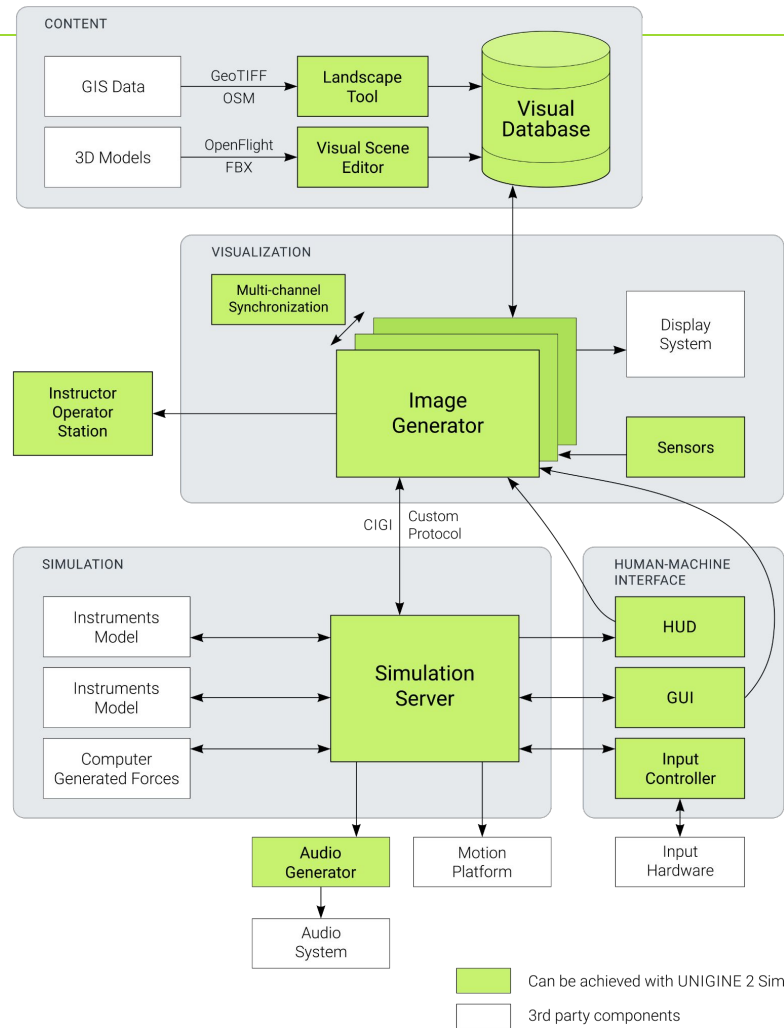 CONTENT
GIS Data
GeoTIFF
OSM
Landscape
Tool
Visual
Database
3D Models
OpenFlight
FBX
Visual Scene
Editor
VISUALIZATION
Multi-channel
Synchronization
Display
System
Instructor
Operator
Station
Image
Generator
Sensors
CIGI
Custom
Protocol
SIMULATION
Instruments
Model
Instruments
Model
Computer
Generated Forces
Simulation
Server
HUMAN-MACHINE
INTERFACE
HUD
GUI
Input
Controller
Audio
Generator
Motion
Platform
Input
Hardware
Audio
System
Can be achieved with UNIGINE 2 Sim
3rd party components